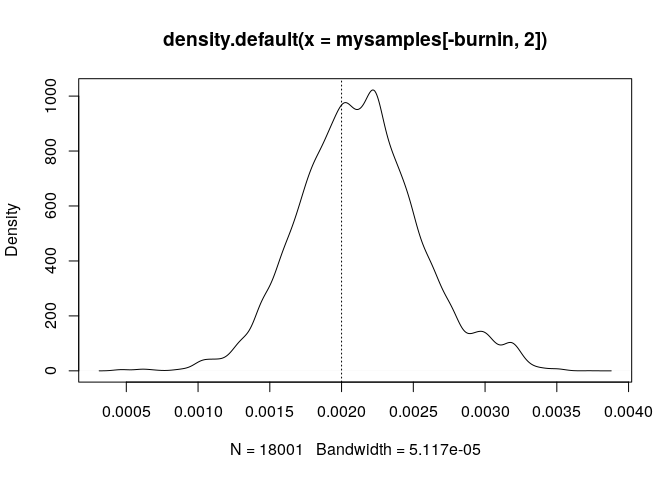 density.default(x = mysamples[-burnin, 2])
Density
1000
800
600
400
200
0
0.0005 0.0010 0.0015 0.0020 0.0025 0.0030 0.0035 0.0040
N = 18001 Bandwidth = 5.117e-05